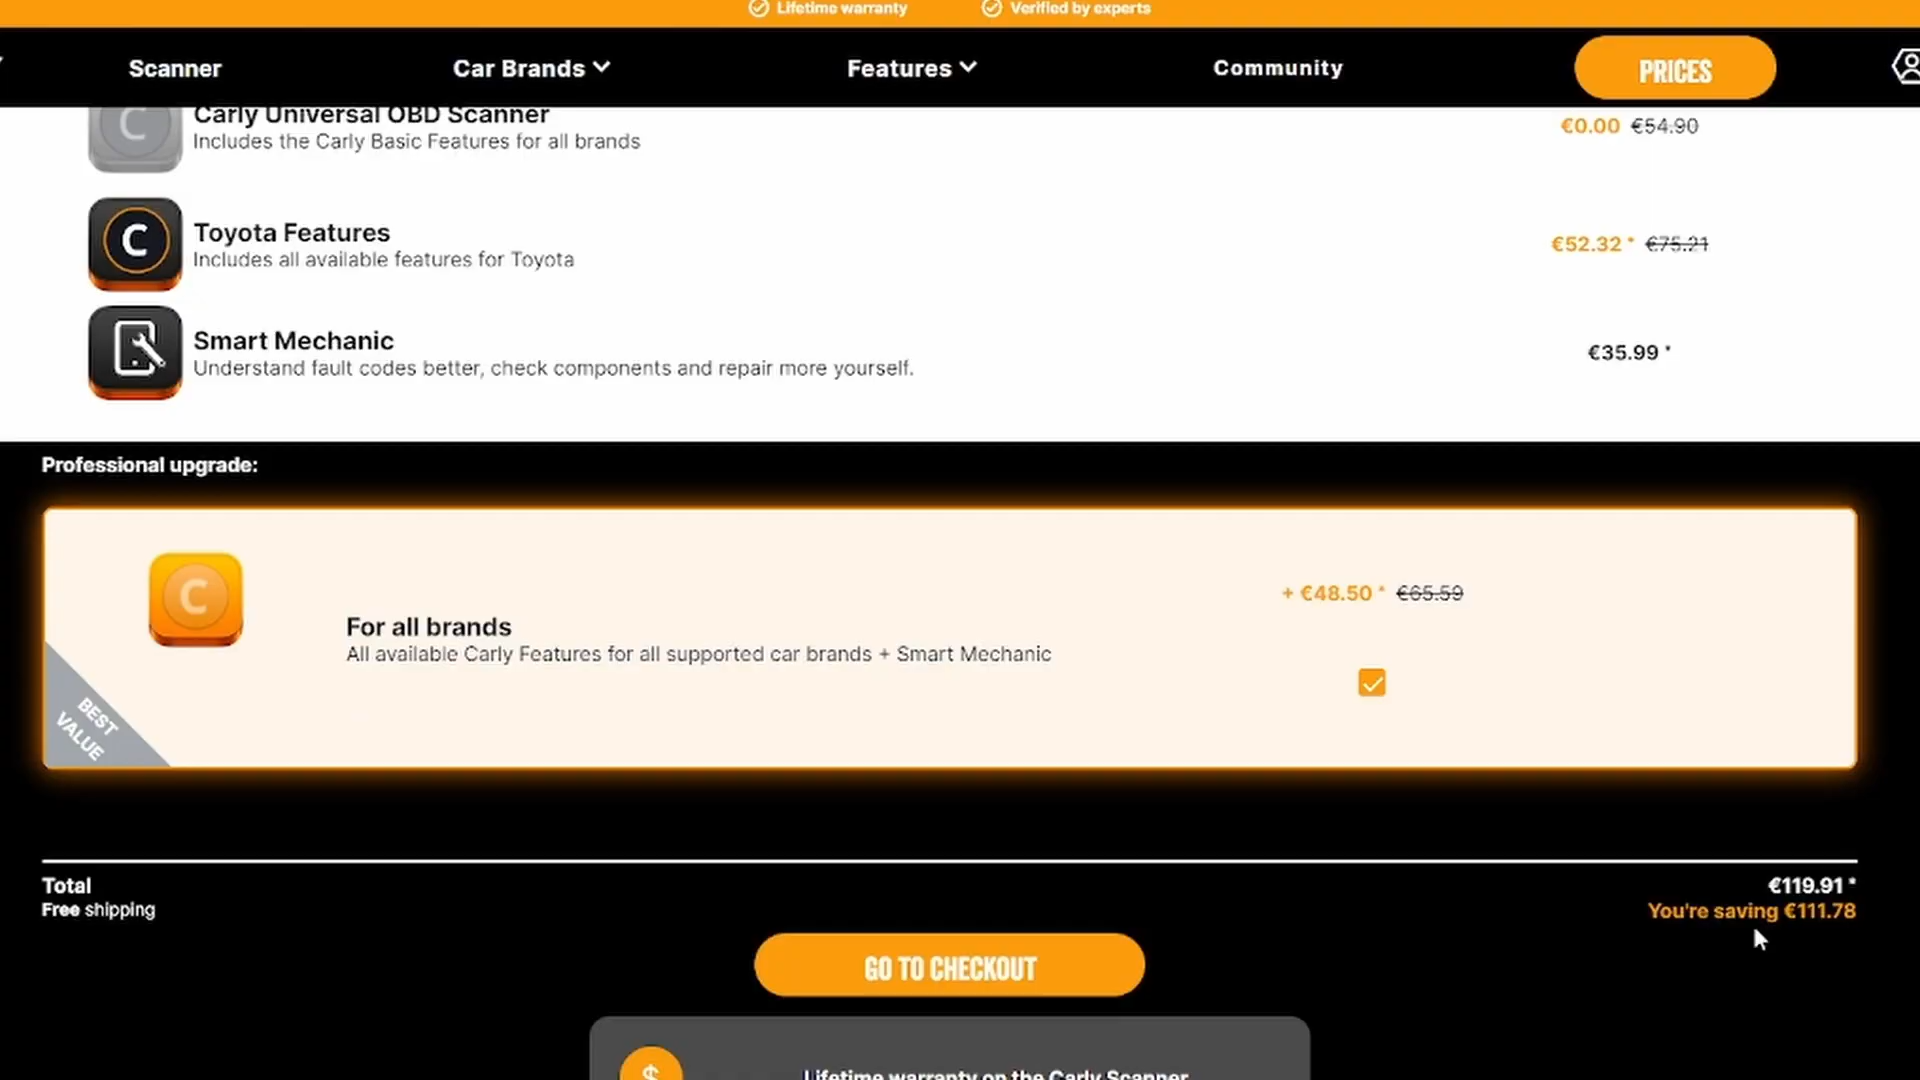 Lifetime warranty
Verified by experts
Scanner
Car Brands
Features
Community
PRICES
Carly Universal OBD Scanner
Includes the Carly Basic Features for all brands
€0.00 €54.90
C
Toyota Features
Includes all available features for Toyota
€52.32 * €75.21
C
Smart Mechanic
Understand fault codes better, check components and repair more yourself.
€35.99 *
Professional upgrade:
C
For all brands
All available Carly Features for all supported car brands + Smart Mechanic
+ €48.50 * €65.59
BEST
VALUE
Total
Free shipping
€119.91 *
You're saving €111.78
GO TO CHECKOUT
$
Lifetime warranty on the Carly Scanner